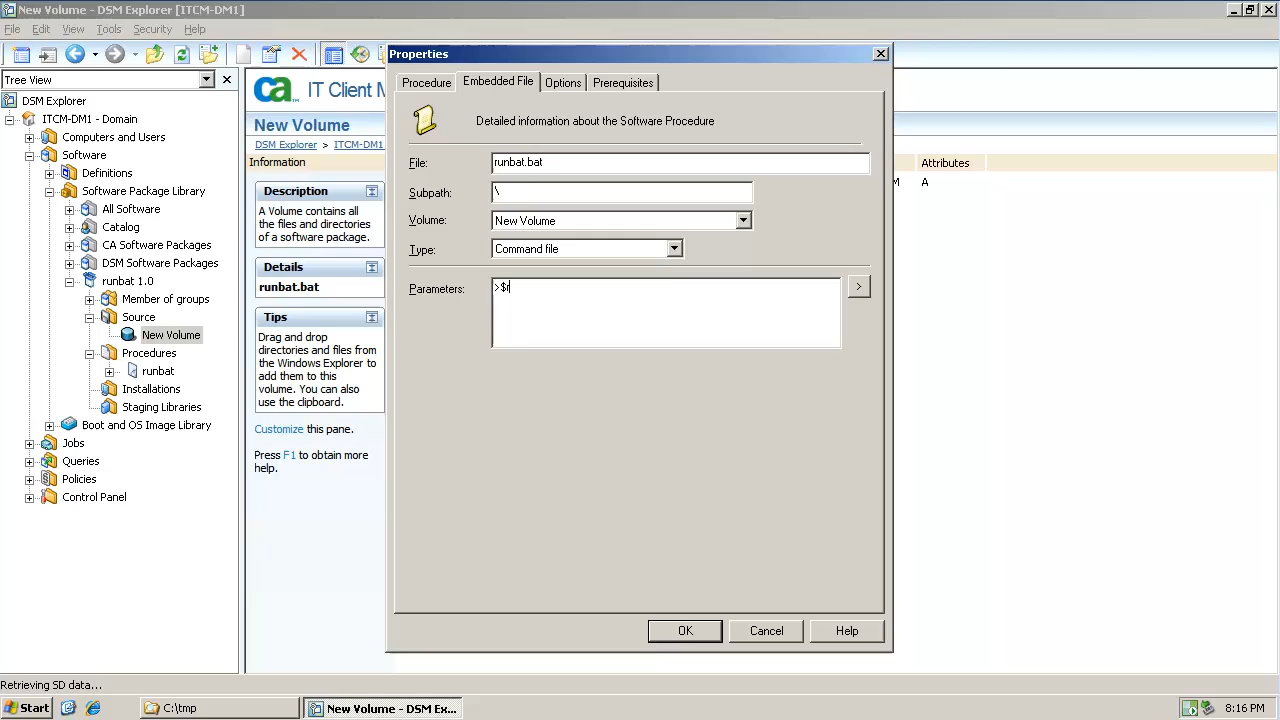 New Volume - DSM Explorer [ITCM-DM1]
File Edit View Tools Security Help
Tree View
DSM Explorer
ITCM-DM1 - Domain
Computers and Users
Software
Definitions
Software Package Library
All Software
Catalog
CA Software Packages
DSM Software Packages
runbat 1.0
Member of groups
Source
New Volume
Procedures
runbat
Installations
Staging Libraries
Boot and OS Image Library
Jobs
Queries
Policies
Control Panel
ca IT Client M
New Volume
DSM Explorer > ITCM-DM1
Information
Description
A Volume contains all
the files and directories
of a software package.
Details
runbat.bat
Tips
Drag and drop
directories and files from
the Windows Explorer to
add them to this
volume. You can also
use the clipboard.
Customize this pane.
Press F1 to obtain more
help.
Properties
Procedure Embedded File Options Prerequisites
Detailed information about the Software Procedure
File: runbat.bat
Subpath: \
Volume: New Volume
Type: Command file
Parameters: >$r >
OK Cancel Help
Attributes
M A
Retrieving SD data...
Start C:\tmp New Volume - DSM Ex... 8:16 PM